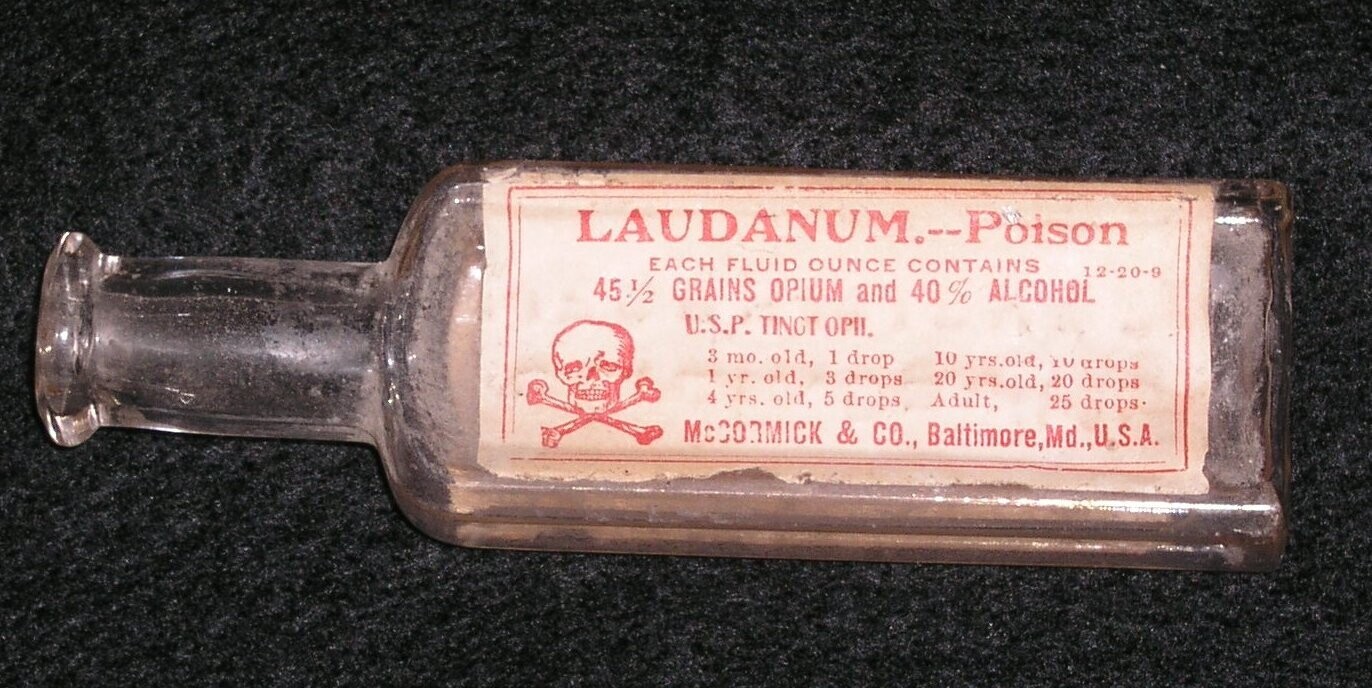 LAUDANUM.--Poison
EACH FLUID OUNCE CONTAINS 12-20-9
45 1/2 GRAINS OPIUM and 40% ALCOHOL
U.S.P. TINCT OPII.
3 mo. old, 1 drop 10 yrs.old, 10 drops
1 yr. old, 3 drops 20 yrs.old, 20 drops
4 yrs. old, 5 drops Adult, 25 drops.
McCORMICK & CO., Baltimore,Md.,U.S.A.